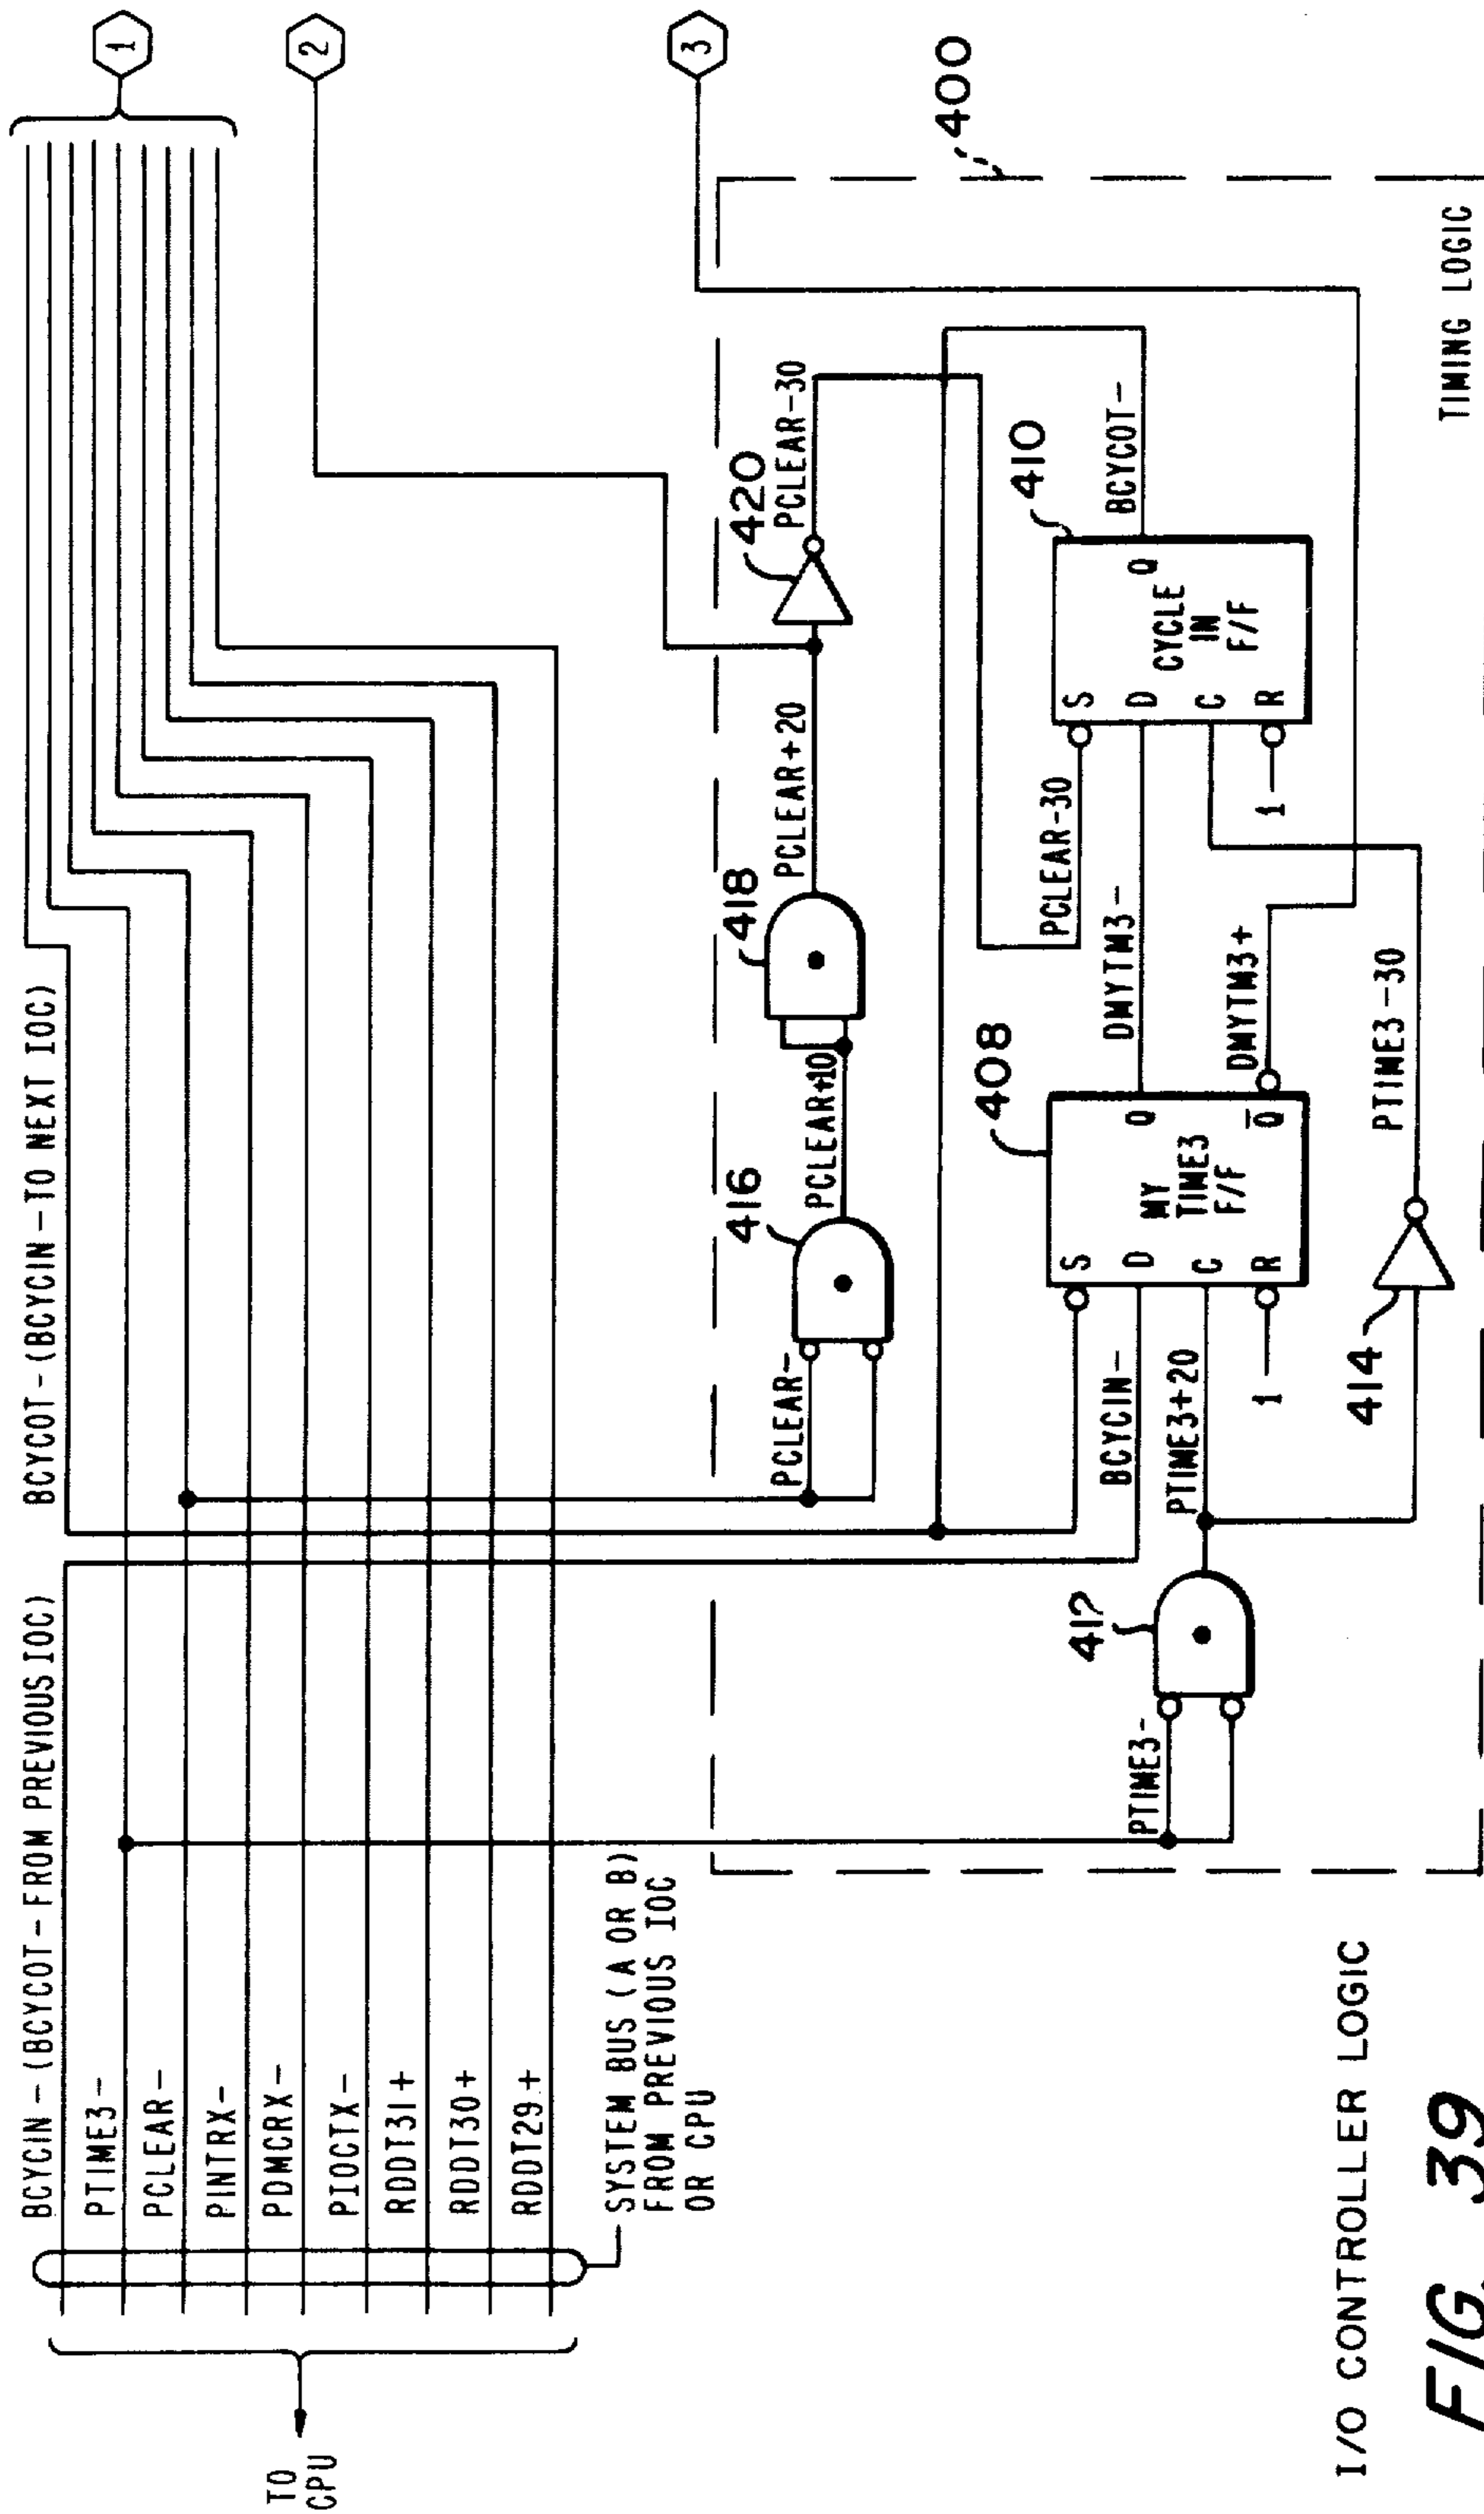 BCYCIN-(BCYCOT-FROM PREVIOUS IOC)
BCYCOT-(BCYCIN-TO NEXT IOC)
PTIME3-
PCLEAR-
PINTRX-
PDMCRX-
PIOCTX-
RDDT31+
RDDT30+
RDDT29+
TO
CPU
SYSTEM BUS (A OR B)
FROM PREVIOUS IOC
OR CPU
1
2
3
400
PCLEAR-
416
PCLEAR+10
418
PCLEAR+20
420
PCLEAR-30
PTIME3-
412
BCYCIN-
PTIME3+20
1
408
S
D
C
R
MY
TIME3
F/F
Q
Q̅
DMYTM3-
DMYTM3+
PCLEAR-30
1
410
S
D
C
R
CYCLE
IN
F/F
Q
BCYCOT-
414
PTIME3-30
TIMING LOGIC
I/O CONTROLLER LOGIC
FIG. 39